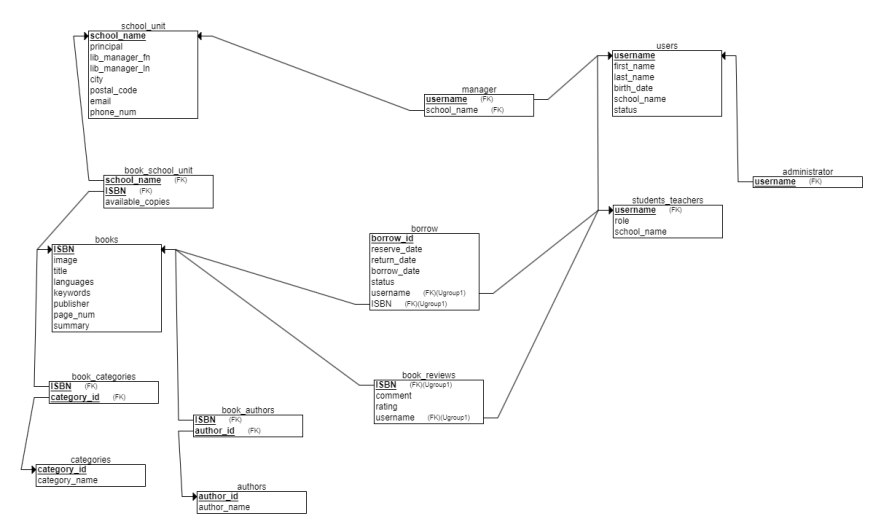 school_unit
school_name
principal
lib_manager_fn
lib_manager_ln
city
postal_code
email
phone_num
users
username
first_name
last_name
birth_date
school_name
status
manager
username (FK)
school_name (FK)
administrator
username (FK)
book_school_unit
school_name (FK)
ISBN (FK)
available_copies
students_teachers
username (FK)
role
school_name
borrow
borrow_id
reserve_date
return_date
borrow_date
status
username (FK)(Ugroup1)
ISBN (FK)(Ugroup1)
books
ISBN
image
title
languages
keywords
publisher
page_num
summary
book_categories
ISBN (FK)
category_id (FK)
book_reviews
ISBN (FK)(Ugroup1)
comment
rating
username (FK)(Ugroup1)
book_authors
ISBN (FK)
author_id (FK)
categories
category_id
category_name
authors
author_id
author_name